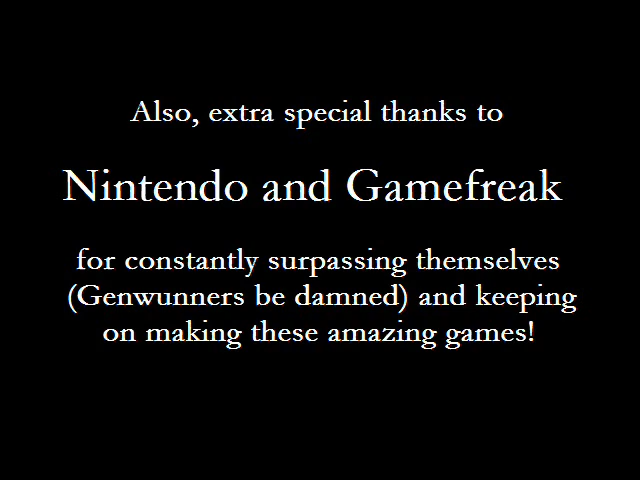 Also, extra special thanks to
Nintendo and Gamefreak
for constantly surpassing themselves
(Genwunners be damned) and keeping
on making these amazing games!